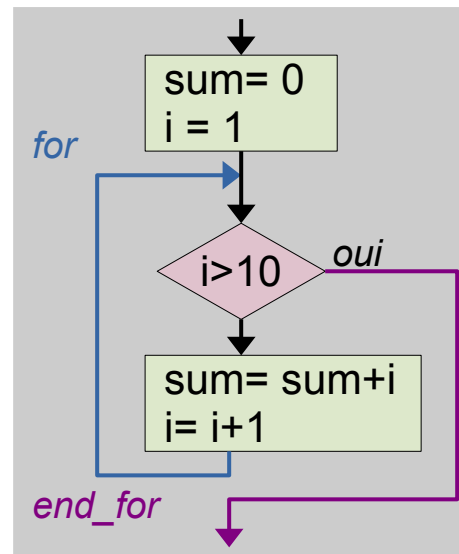 sum= 0
i = 1
for
i>10
oui
sum= sum+i
i= i+1
end_for